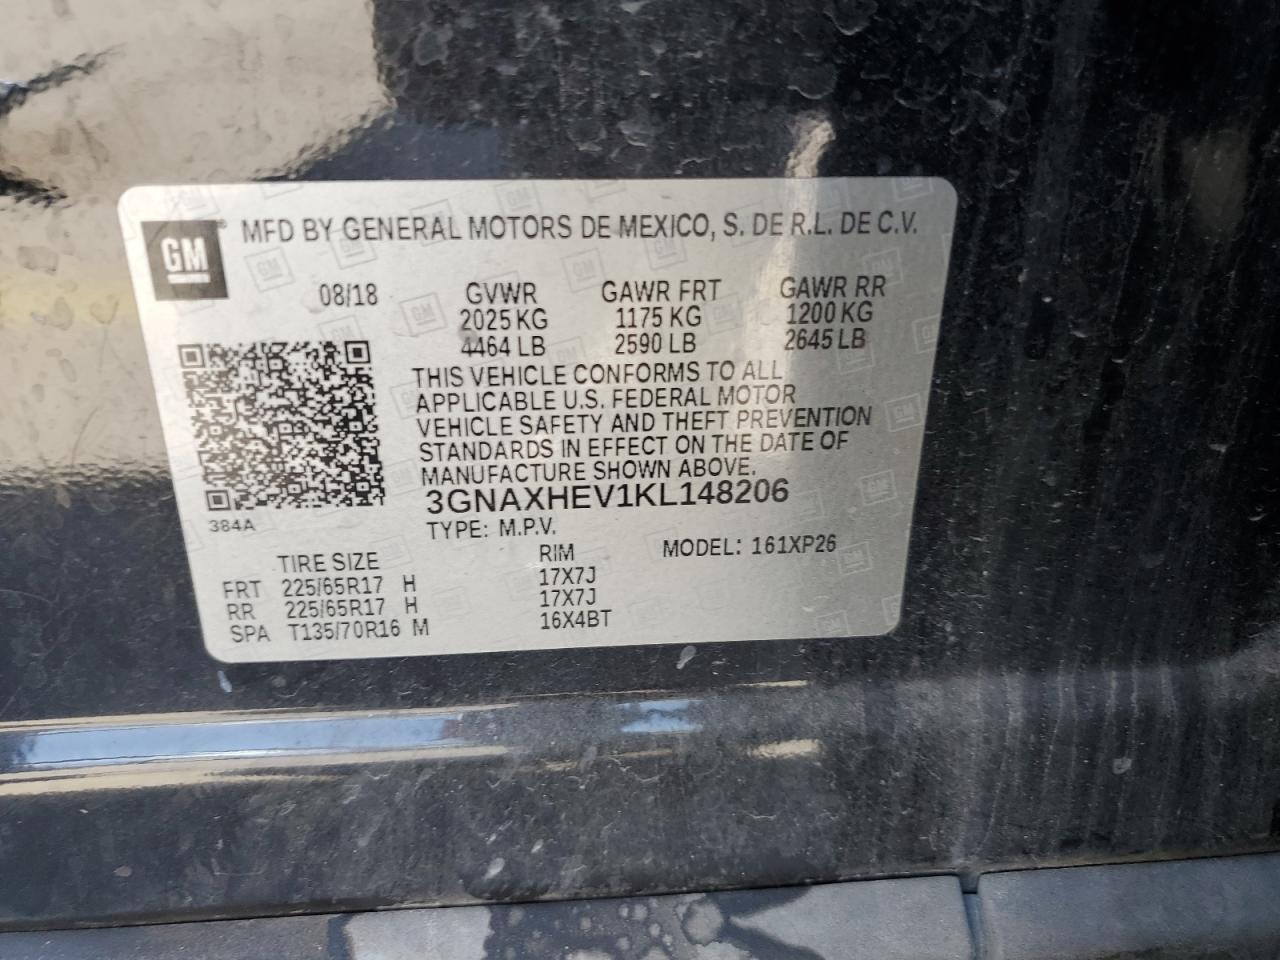 GM ® MFD BY GENERAL MOTORS DE MEXICO, S. DE R.L. DE C.V.
08/18 GVWR GAWR FRT GAWR RR
2025 KG 1175 KG 1200 KG
4464 LB 2590 LB 2645 LB
THIS VEHICLE CONFORMS TO ALL
APPLICABLE U.S. FEDERAL MOTOR
VEHICLE SAFETY AND THEFT PREVENTION
STANDARDS IN EFFECT ON THE DATE OF
MANUFACTURE SHOWN ABOVE.
3GNAXHEV1KL148206
384A
TYPE: M.P.V.
TIRE SIZE RIM MODEL: 161XP26
FRT 225/65R17 H 17X7J
RR 225/65R17 H 17X7J
SPA T135/70R16 M 16X4BT